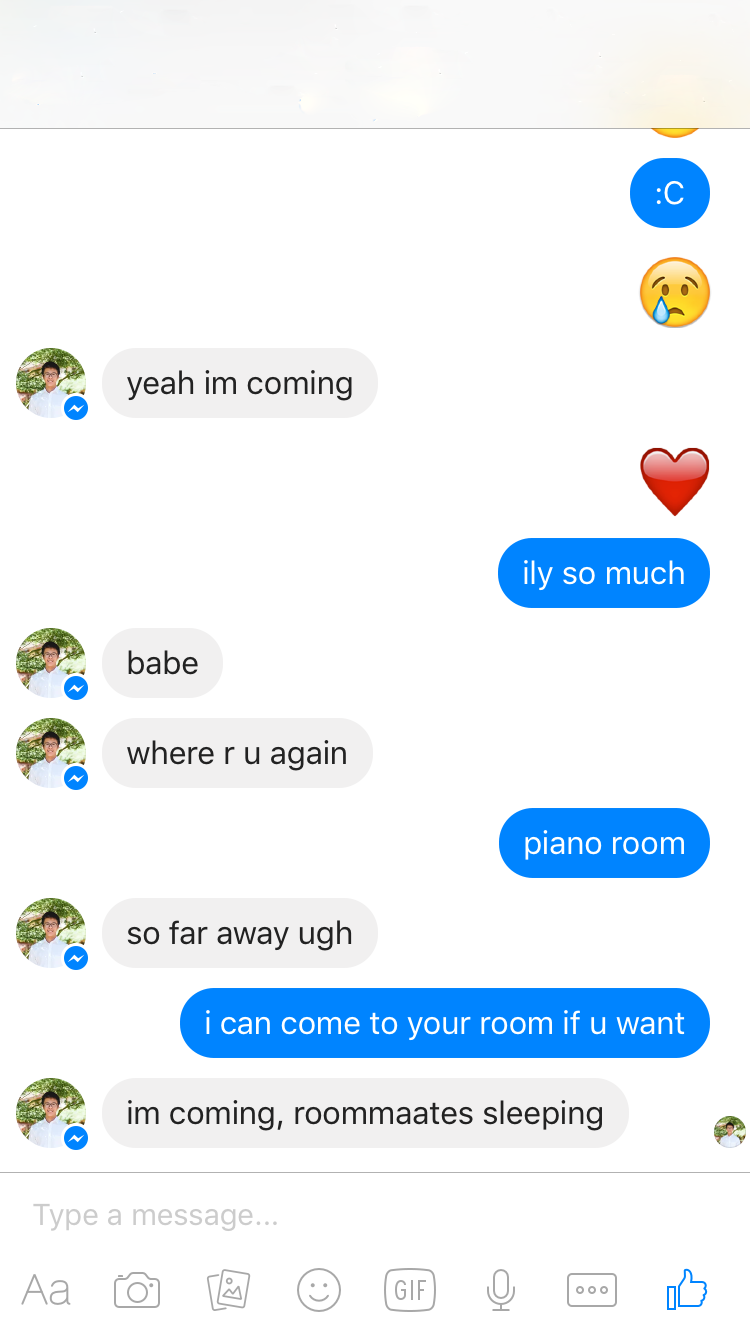 :C
yeah im coming
ily so much
babe
where r u again
piano room
so far away ugh
i can come to your room if u want
im coming, roommaates sleeping
Type a message...
Aa
GIF